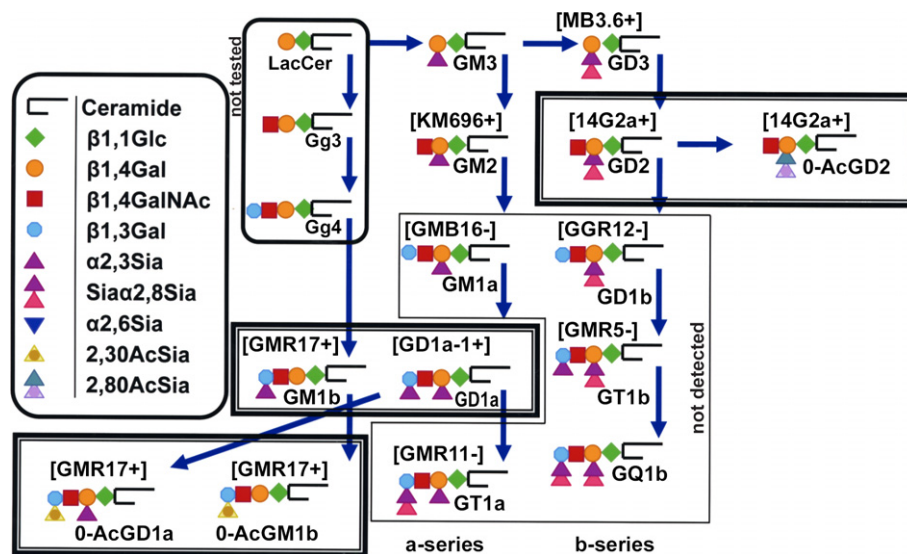 [MB3.6+]
not tested
LacCer
GM3
GD3
Ceramide
β1,1Glc
β1,4Gal
β1,4GalNAc
β1,3Gal
α2,3Sia
Siaα2,8Sia
α2,6Sia
2,30AcSia
2,80AcSia
Gg3
[KM696+]
GM2
[14G2a+]
GD2
[14G2a+]
0-AcGD2
Gg4
[GMB16-]
GM1a
[GGR12-]
GD1b
[GMR17+]
GM1b
[GD1a-1+]
GD1a
[GMR5-]
GT1b
not detected
[GMR17+]
0-AcGD1a
[GMR17+]
0-AcGM1b
[GMR11-]
GT1a
GQ1b
a-series
b-series